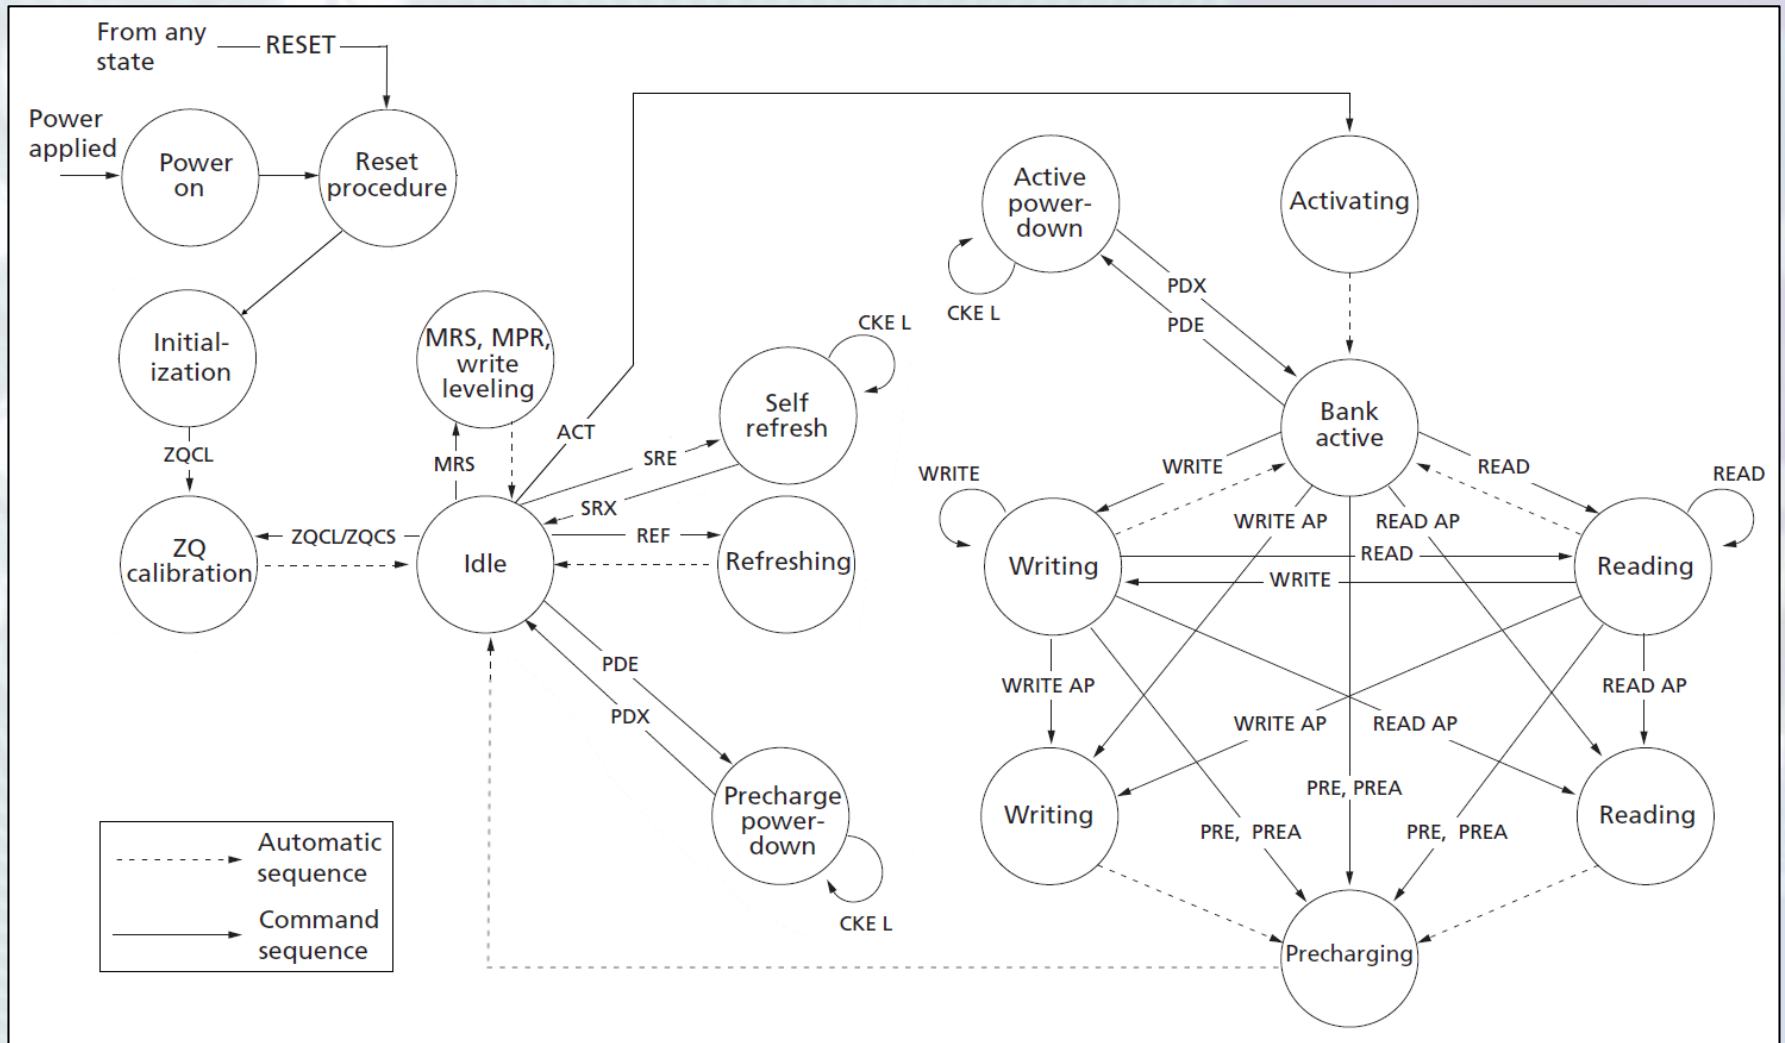 From any
state
RESET
Power
applied
Power
on
Reset
procedure
Active
power-
down
Activating
CKE L
PDX
PDE
Initial-
ization
MRS, MPR,
write
leveling
CKE L
Self
refresh
Bank
active
ZQCL
MRS
ACT
SRE
SRX
WRITE
READ
WRITE
READ
WRITE AP
READ AP
ZQ
calibration
ZQCL/ZQCS
Idle
REF
Refreshing
Writing
READ
WRITE
Reading
PDE
PDX
WRITE AP
READ AP
WRITE AP
READ AP
Precharge
power-
down
CKE L
PRE, PREA
Writing
Reading
PRE, PREA
PRE, PREA
Precharging
Automatic
sequence
Command
sequence